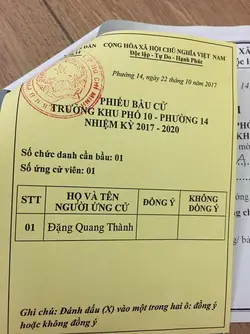 CỘNG HÒA XÃ HỘI CHỦ NGHĨA VIỆT NAM
Độc lập - Tự Do - Hạnh Phúc
Phường 14, ngày 22 tháng 10 năm 2017
PHIẾU BẦU CỬ
TRƯỞNG KHU PHỐ 10 - PHƯỜNG 14
NHIỆM KỲ 2017 - 2020
Số chức danh cần bầu: 01
Số ứng cử viên: 01
STT HỌ VÀ TÊN NGƯỜI ỨNG CỬ ĐỒNG Ý KHÔNG ĐỒNG Ý
01 Đặng Quang Thành
Ghi chú: Đánh dấu (X) vào một trong hai ô: đồng ý
hoặc không đồng ý